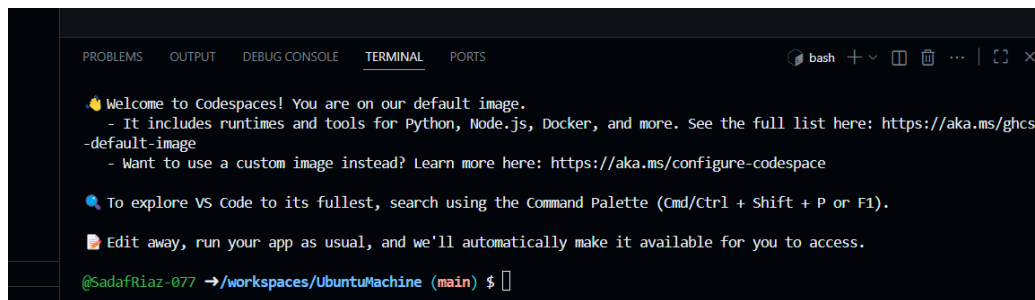 PROBLEMS OUTPUT DEBUG CONSOLE TERMINAL PORTS bash
👋 Welcome to Codespaces! You are on our default image.
- It includes runtimes and tools for Python, Node.js, Docker, and more. See the full list here: https://aka.ms/ghcs
-default-image
- Want to use a custom image instead? Learn more here: https://aka.ms/configure-codespace
🔍 To explore VS Code to its fullest, search using the Command Palette (Cmd/Ctrl + Shift + P or F1).
📝 Edit away, run your app as usual, and we'll automatically make it available for you to access.
@SadafRiaz-077 ➜/workspaces/UbuntuMachine (main) $